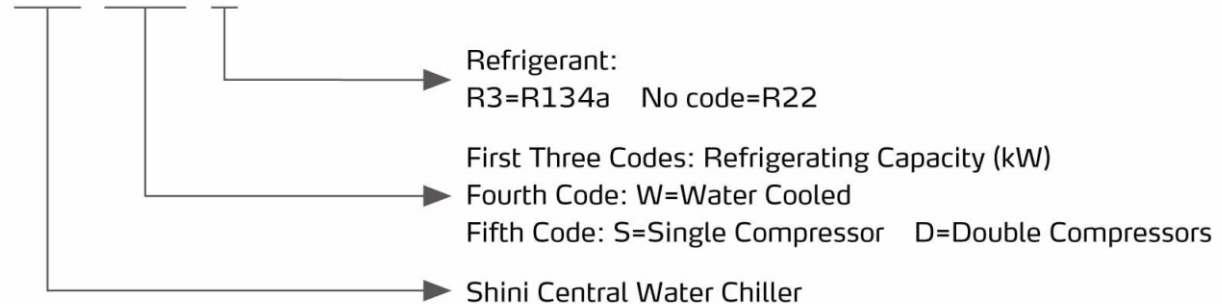 Refrigerant:
R3=R134a No code=R22
First Three Codes: Refrigerating Capacity (kW)
Fourth Code: W=Water Cooled
Fifth Code: S=Single Compressor D=Double Compressors
Shini Central Water Chiller